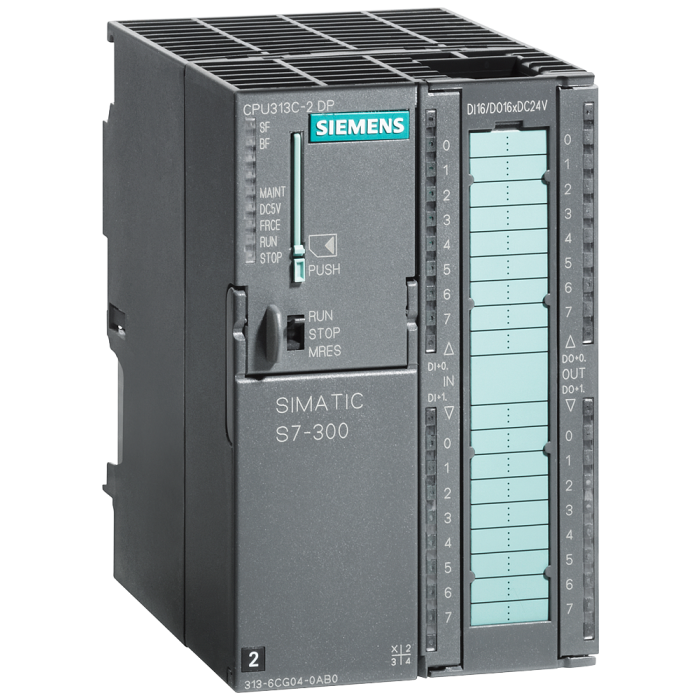 CPU313C-2 DP
SIEMENS
SF
BF
MAINT
DC5V
FRCE
RUN
STOP
PUSH
RUN
STOP
MRES
SIMATIC
S7-300
2
X 2
3 4
313-6CG04-0AB0
DI16/DO16xDC24V
0
1
2
3
4
5
6
7
DI+0.
IN
DI+1.
0
1
2
3
4
5
6
7
0
1
2
3
4
5
6
7
DO+0.
OUT
DO+1.
0
1
2
3
4
5
6
7